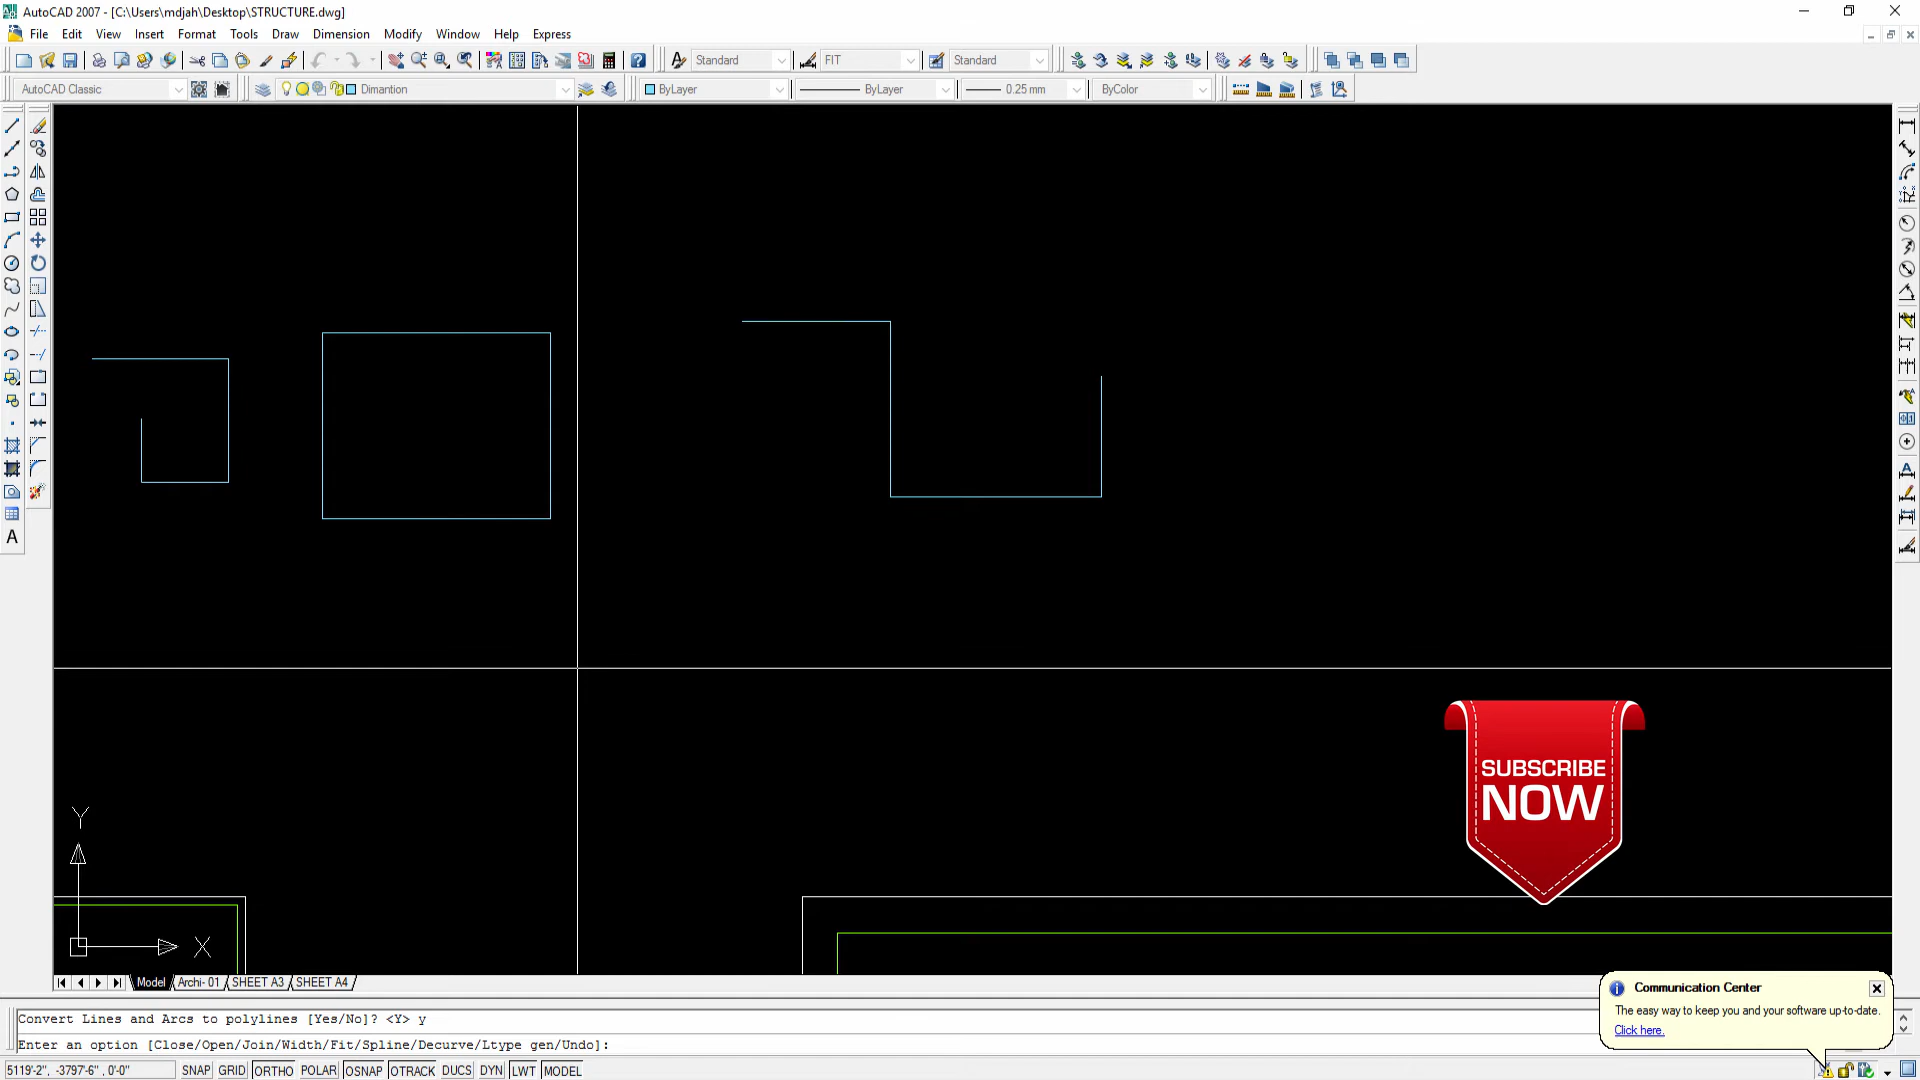 AutoCAD 2007 - [C:\Users\mdjah\Desktop\STRUCTURE.dwg]
File Edit View Insert Format Tools Draw Dimension Modify Window Help Express
Standard FIT Standard
AutoCAD Classic Dimantion ByLayer ByLayer 0.25 mm ByColor
A
SUBSCRIBE
NOW
Y
X
Model Archi- 01 SHEET A3 SHEET A4
Convert Lines and Arcs to polylines [Yes/No]? <Y> y
Enter an option [Close/Open/Join/Width/Fit/Spline/Decurve/Ltype gen/Undo]:
Communication Center
The easy way to keep you and your software up-to-date.
Click here.
5119'-2", -3797'-6" , 0'-0" SNAP GRID ORTHO POLAR OSNAP OTRACK DUCS DYN LWT MODEL